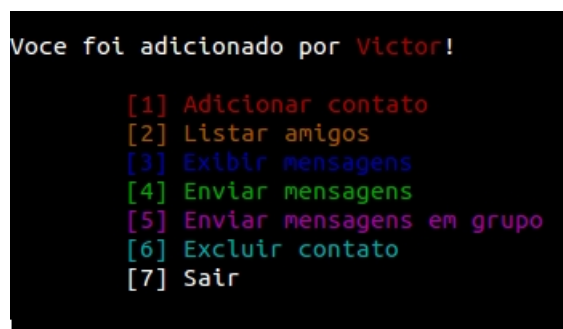 Voce foi adicionado por Victor!
[1] Adicionar contato
[2] Listar amigos
[3] Exibir mensagens
[4] Enviar mensagens
[5] Enviar mensagens em grupo
[6] Excluir contato
[7] Sair